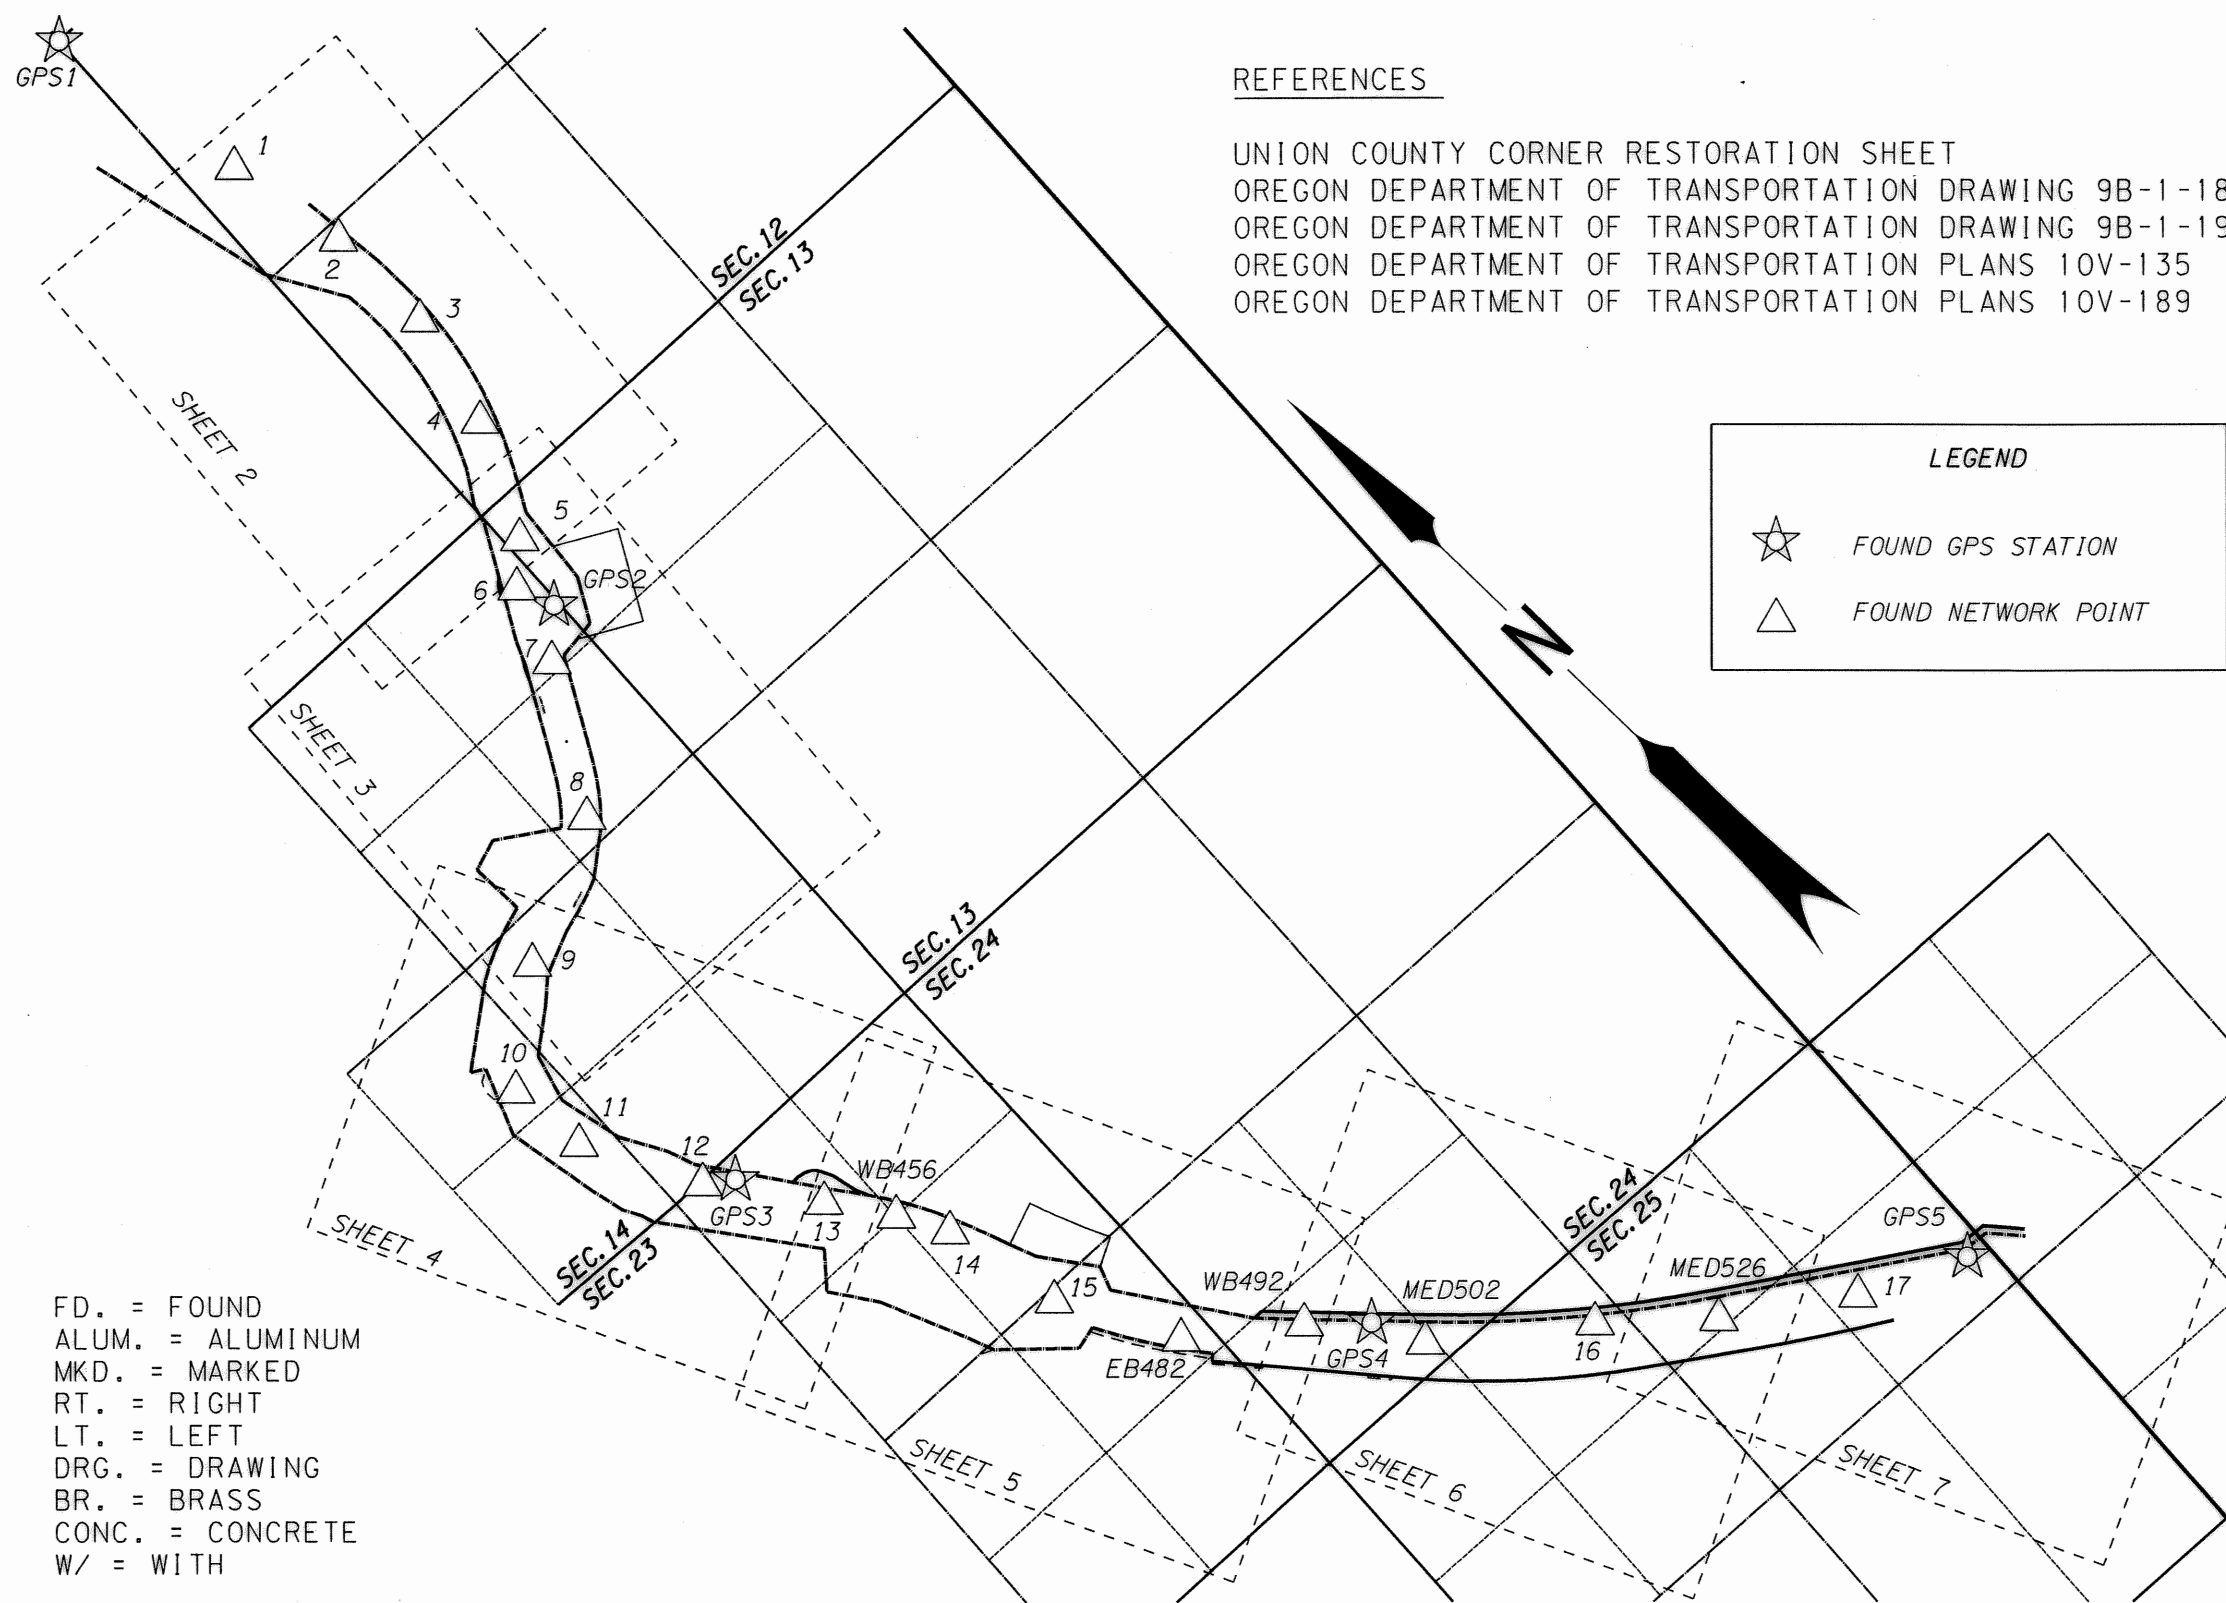 GPS1
1
2
3
4
5
6
GPS2
7
8
9
10
11
12
GPS3
13
WB456
14
15
EB482
WB492
GPS4
MED502
16
MED526
17
GPS5
SEC. 12
SEC. 13
SEC. 13
SEC. 24
SEC. 14
SEC. 23
SEC. 24
SEC. 25
SHEET 2
SHEET 3
SHEET 4
SHEET 5
SHEET 6
SHEET 7
N
REFERENCES
UNION COUNTY CORNER RESTORATION SHEET
OREGON DEPARTMENT OF TRANSPORTATION DRAWING 9B-1-18
OREGON DEPARTMENT OF TRANSPORTATION DRAWING 9B-1-19
OREGON DEPARTMENT OF TRANSPORTATION PLANS 10V-135
OREGON DEPARTMENT OF TRANSPORTATION PLANS 10V-189
LEGEND
FOUND GPS STATION
FOUND NETWORK POINT
FD. = FOUND
ALUM. = ALUMINUM
MKD. = MARKED
RT. = RIGHT
LT. = LEFT
DRG. = DRAWING
BR. = BRASS
CONC. = CONCRETE
W/ = WITH